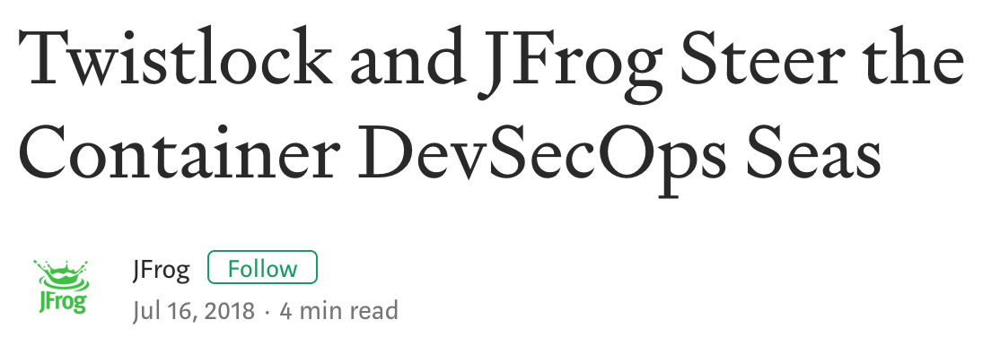 Twistlock and JFrog Steer the
Container DevSecOps Seas
JFrog Follow
JFrog
Jul 16, 2018 · 4 min read